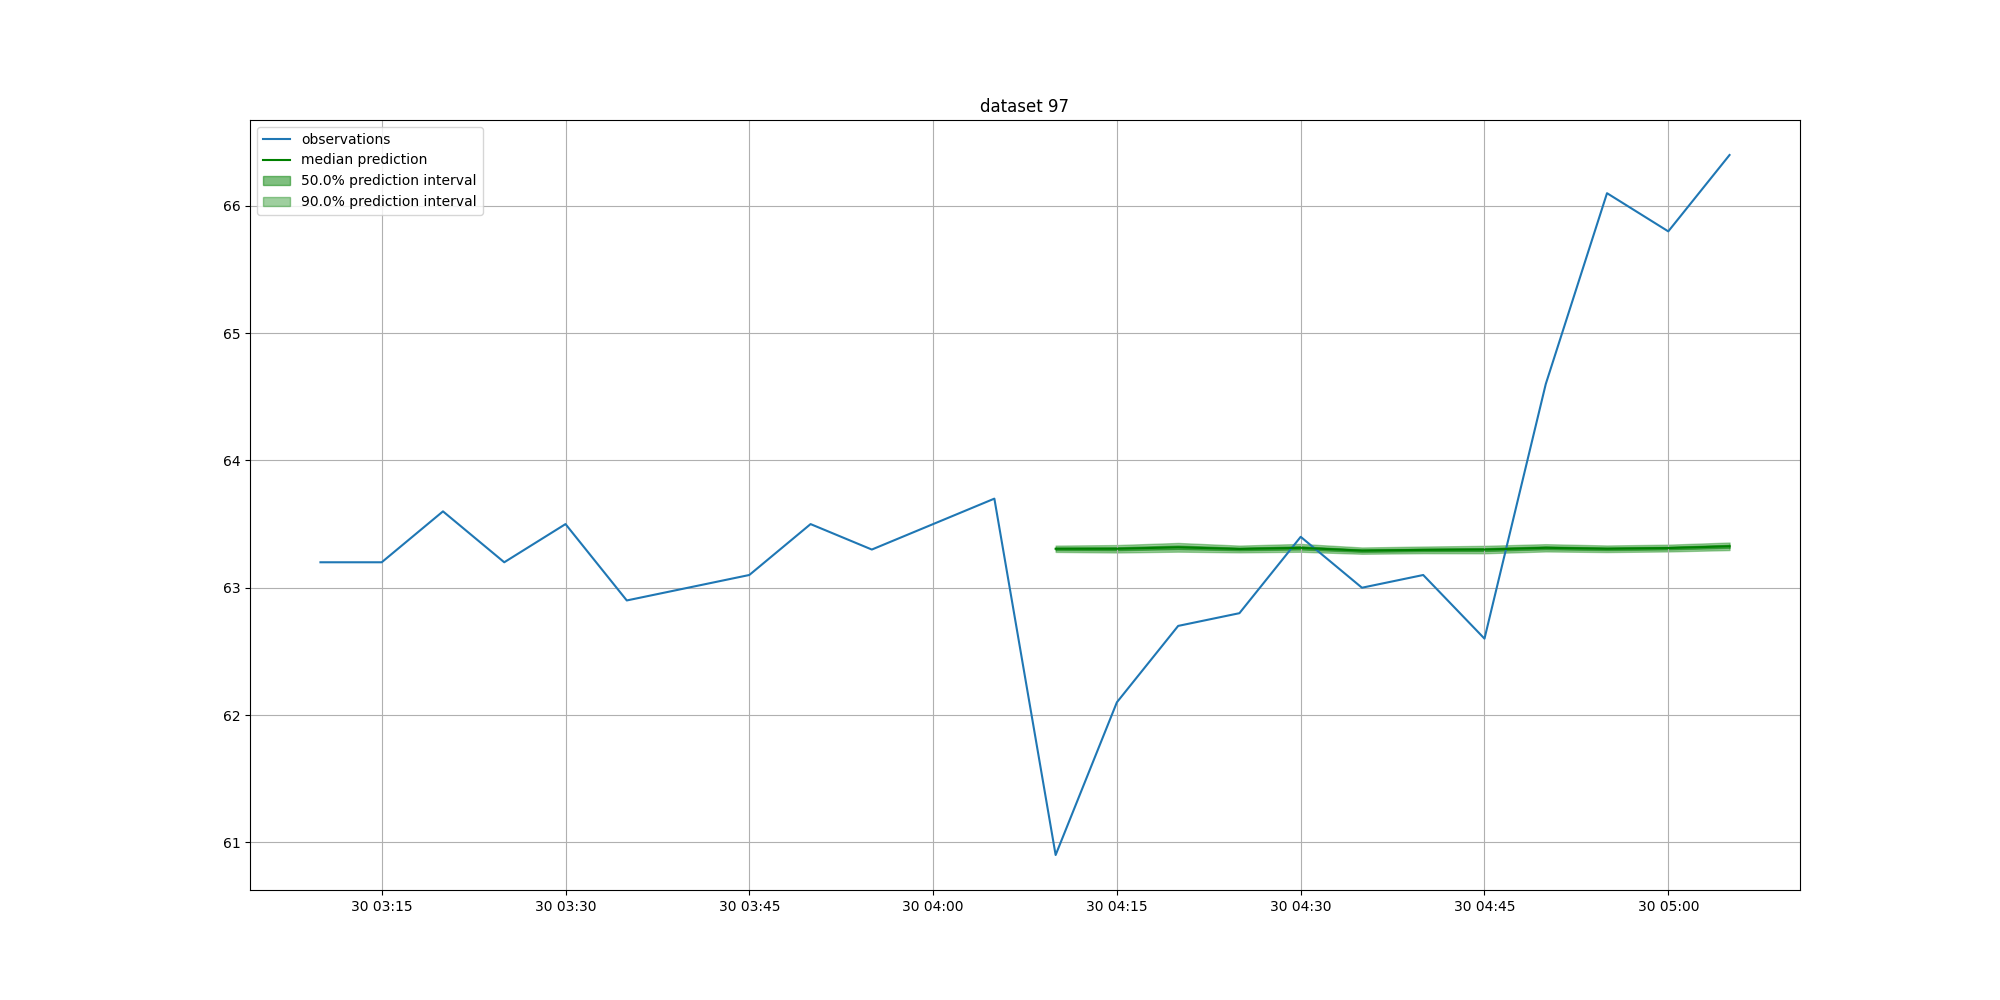 dataset 97
observations
median prediction
50.0% prediction interval
90.0% prediction interval
66
65
64
63
62
61
30 03:15 30 03:30 30 03:45 30 04:00 30 04:15 30 04:30 30 04:45 30 05:00